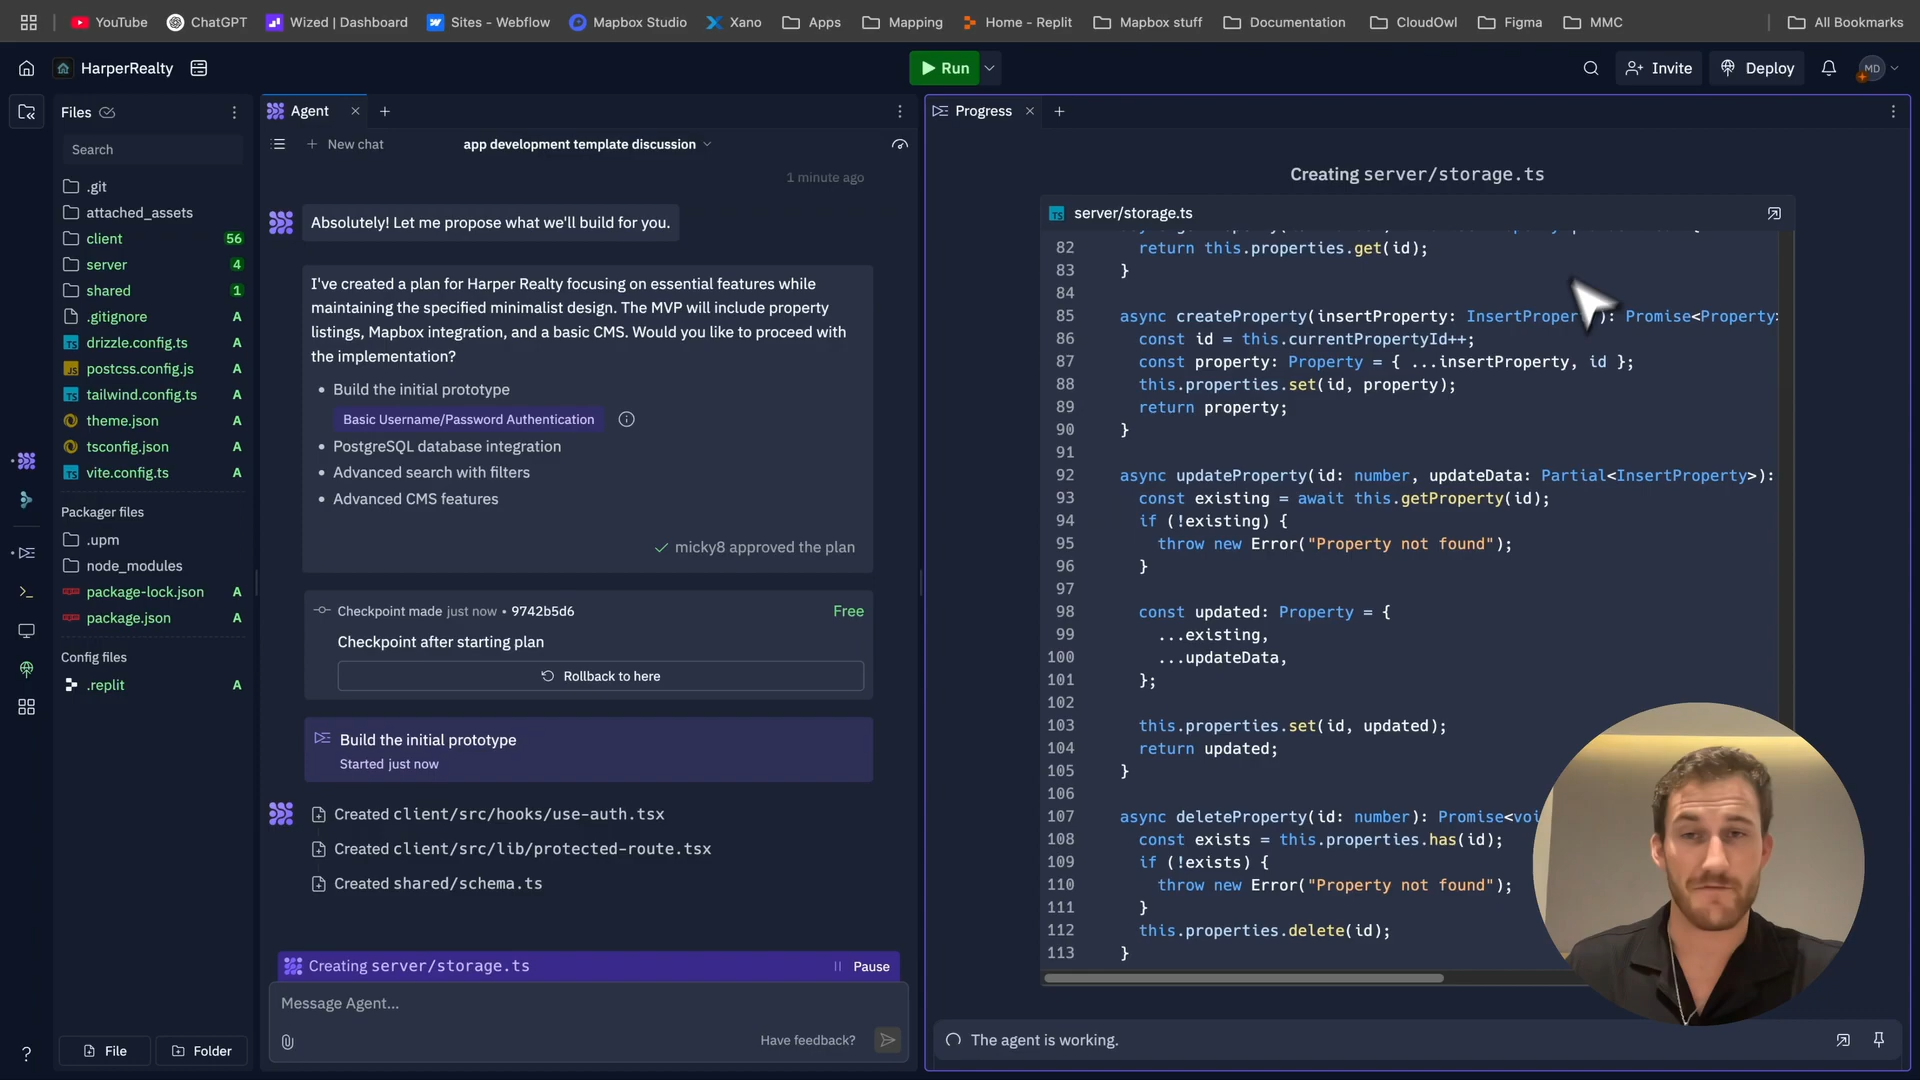 YouTube
ChatGPT
Wized | Dashboard
Sites - Webflow
Mapbox Studio
Xano
Apps
Mapping
Home - Replit
Mapbox stuff
Documentation
CloudOwl
Figma
MMC
All Bookmarks
HarperRealty
Run
Invite
Deploy
MD
Files
Search
.git
attached_assets
client 56
server 4
shared 1
.gitignore A
drizzle.config.ts A
postcss.config.js A
tailwind.config.ts A
theme.json A
tsconfig.json A
vite.config.ts A
Packager files
.upm
node_modules
package-lock.json A
package.json A
Config files
.replit A
File
Folder
Agent
New chat
app development template discussion
1 minute ago
Absolutely! Let me propose what we'll build for you.
I've created a plan for Harper Realty focusing on essential features while
maintaining the specified minimalist design. The MVP will include property
listings, Mapbox integration, and a basic CMS. Would you like to proceed with
the implementation?
• Build the initial prototype
Basic Username/Password Authentication
• PostgreSQL database integration
• Advanced search with filters
• Advanced CMS features
micky8 approved the plan
Checkpoint made just now • 9742b5d6 Free
Checkpoint after starting plan
Rollback to here
Build the initial prototype
Started just now
Created client/src/hooks/use-auth.tsx
Created client/src/lib/protected-route.tsx
Created shared/schema.ts
Creating server/storage.ts
Pause
Message Agent...
Have feedback?
Progress
Creating server/storage.ts
TS server/storage.ts
82 return this.properties.get(id);
83 }
84
85 async createProperty(insertProperty: InsertProper ): Promise<Property>
86 const id = this.currentPropertyId++;
87 const property: Property = { ...insertProperty, id };
88 this.properties.set(id, property);
89 return property;
90 }
91
92 async updateProperty(id: number, updateData: Partial<InsertProperty>):
93 const existing = await this.getProperty(id);
94 if (!existing) {
95 throw new Error("Property not found");
96 }
97
98 const updated: Property = {
99 ...existing,
100 ...updateData,
101 };
102
103 this.properties.set(id, updated);
104 return updated;
105 }
106
107 async deleteProperty(id: number): Promise<voi
108 const exists = this.properties.has(id);
109 if (!exists) {
110 throw new Error("Property not found");
111 }
112 this.properties.delete(id);
113 }
The agent is working.